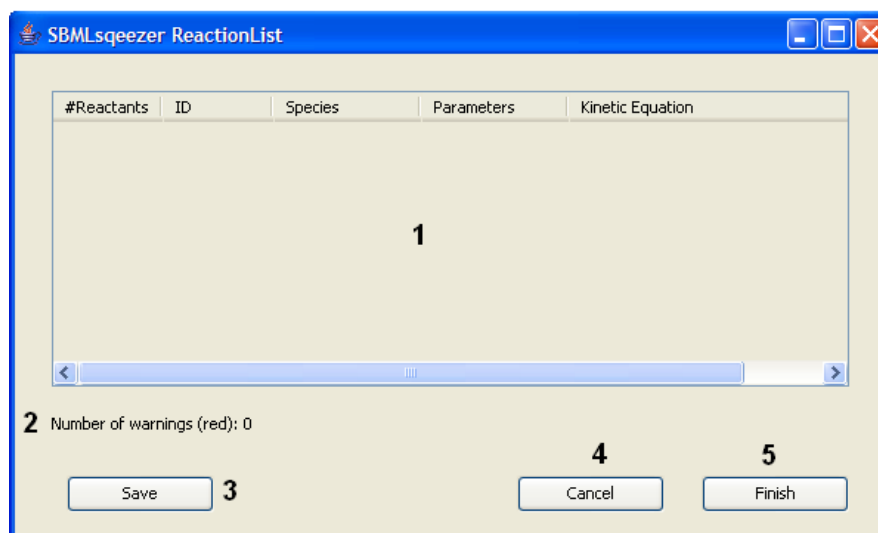 SBMLsqeezer ReactionList
#Reactants ID Species Parameters Kinetic Equation
1
2 Number of warnings (red): 0
4 5
Save 3 Cancel Finish